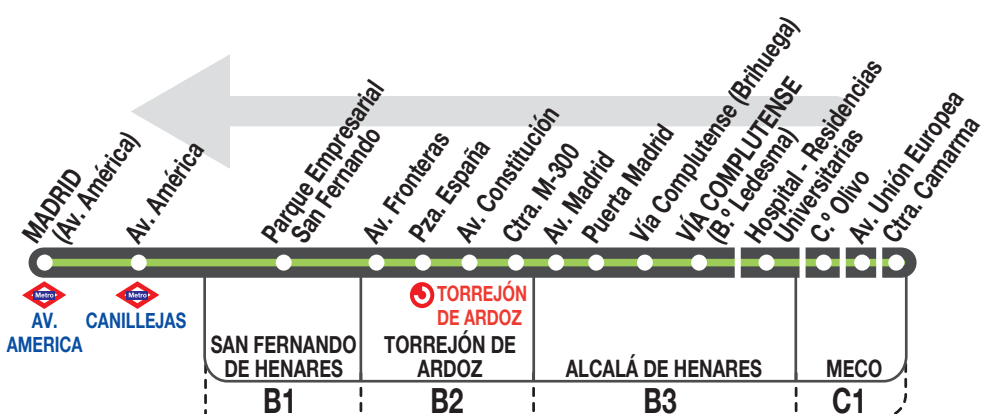 MADRID
(Av. América)
Av. América
Parque Empresarial
San Fernando
Av. Fronteras
Pza. España
Av. Constitución
Ctra. M-300
Av. Madrid
Puerta Madrid
Vía Complutense (Brihuega)
VÍA COMPLUTENSE
(B.º Ledesma)
Hospital - Residencias
Universitarias
C.º Olivo
Av. Unión Europea
Ctra. Camarma
Metro
AV.
AMERICA
Metro
CANILLEJAS
TORREJÓN
DE ARDOZ
SAN FERNANDO
DE HENARES
TORREJÓN DE
ARDOZ
ALCALÁ DE HENARES
MECO
B1
B2
B3
C1